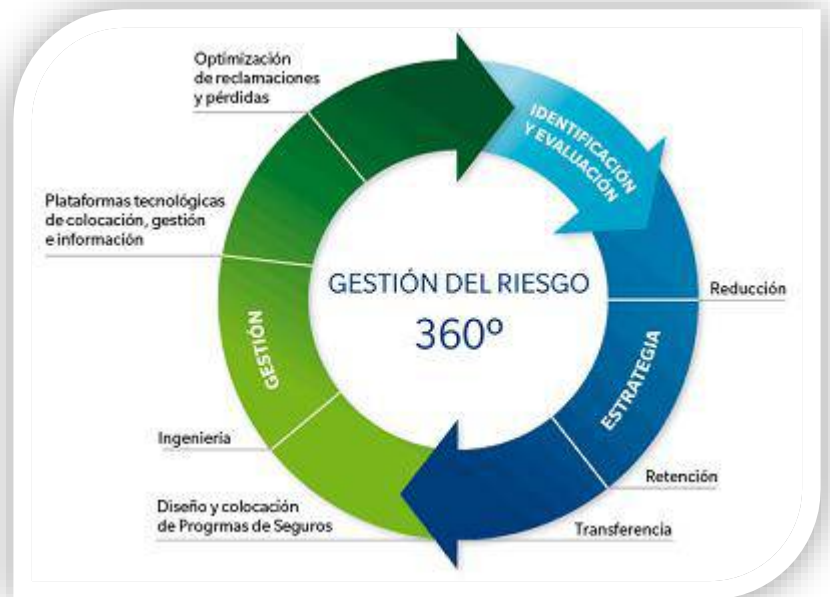 Optimización
de reclamaciones
y pérdidas
IDENTIFICACIÓN
Y EVALUACIÓN
Plataformas tecnológicas
de colocación, gestión
e información
GESTIÓN DEL RIESGO
360º
Reducción
GESTIÓN
ESTRATEGIA
Ingeniería
Retención
Diseño y colocación
de Progrmas de Seguros
Transferencia